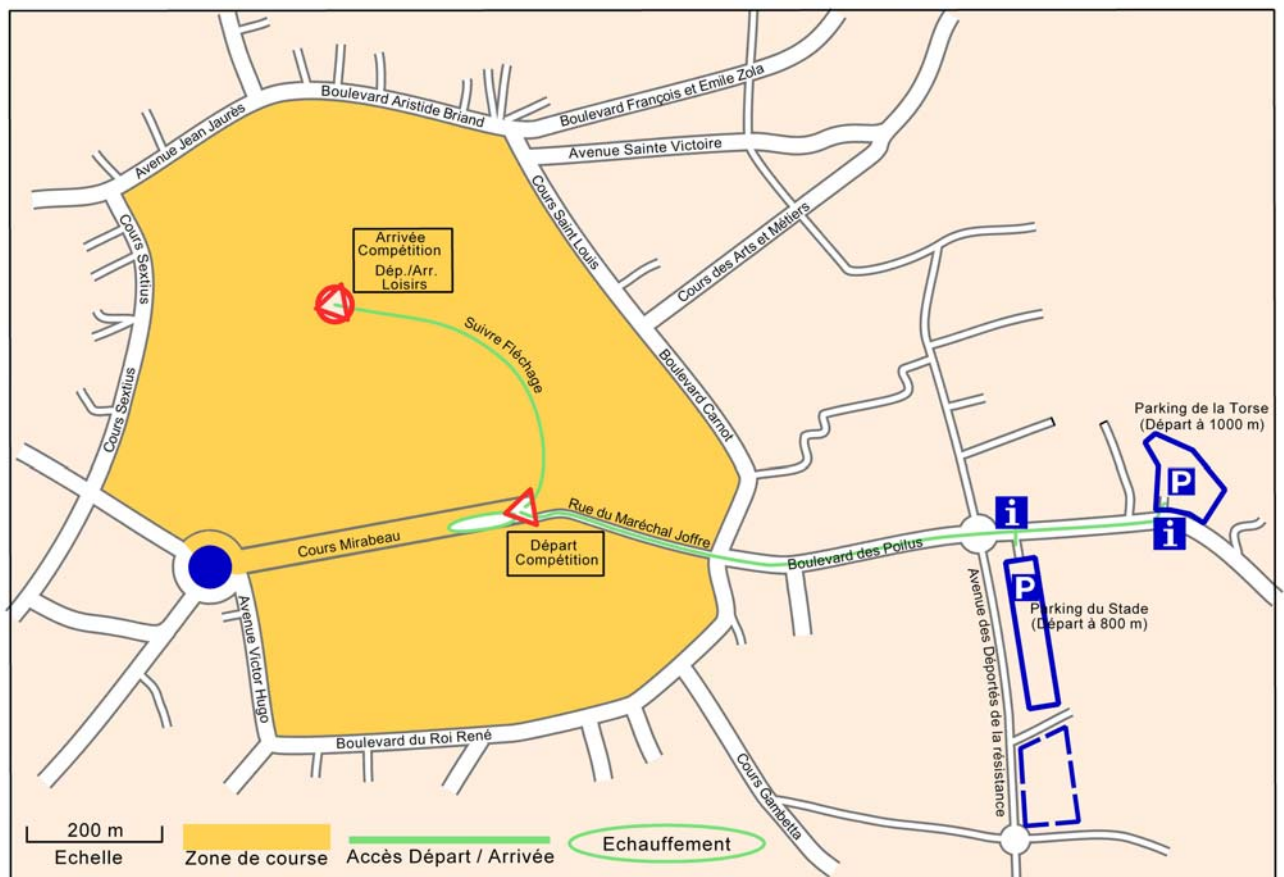 Boulevard François et Emile Zola
Boulevard Aristide Briand
Avenue Jean Jaurès
Avenue Sainte Victoire
Cours Saint Louis
Cours des Arts et Métiers
Cours Sextius
Arrivée
Compétition
Dép./Arr.
Loisirs
Suivre Fléchage
Boulevard Carnot
Cours Sextius
Parking de la Torse
(Départ à 1000 m)
P
i
i
Rue du Maréchal Joffre
Cours Mirabeau
Départ
Compétition
Boulevard des Poilus
P
Parking du Stade
(Départ à 800 m)
Avenue Victor Hugo
Avenue des Déportés de la résistance
Boulevard du Roi René
Cours Gambetta
200 m
Echelle
Zone de course
Accès Départ / Arrivée
Echauffement